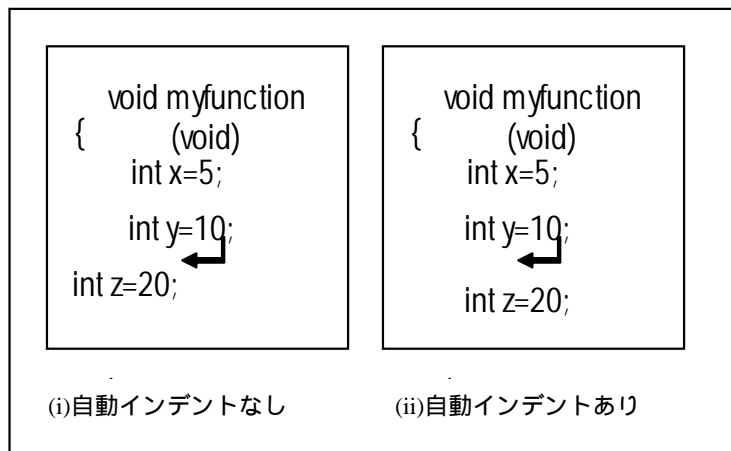 void myfunction
{ (void)
int x=5;
int y=10;
int z=20;
(i)自動インデントなし
void myfunction
{ (void)
int x=5;
int y=10;
int z=20;
(ii)自動インデントあり